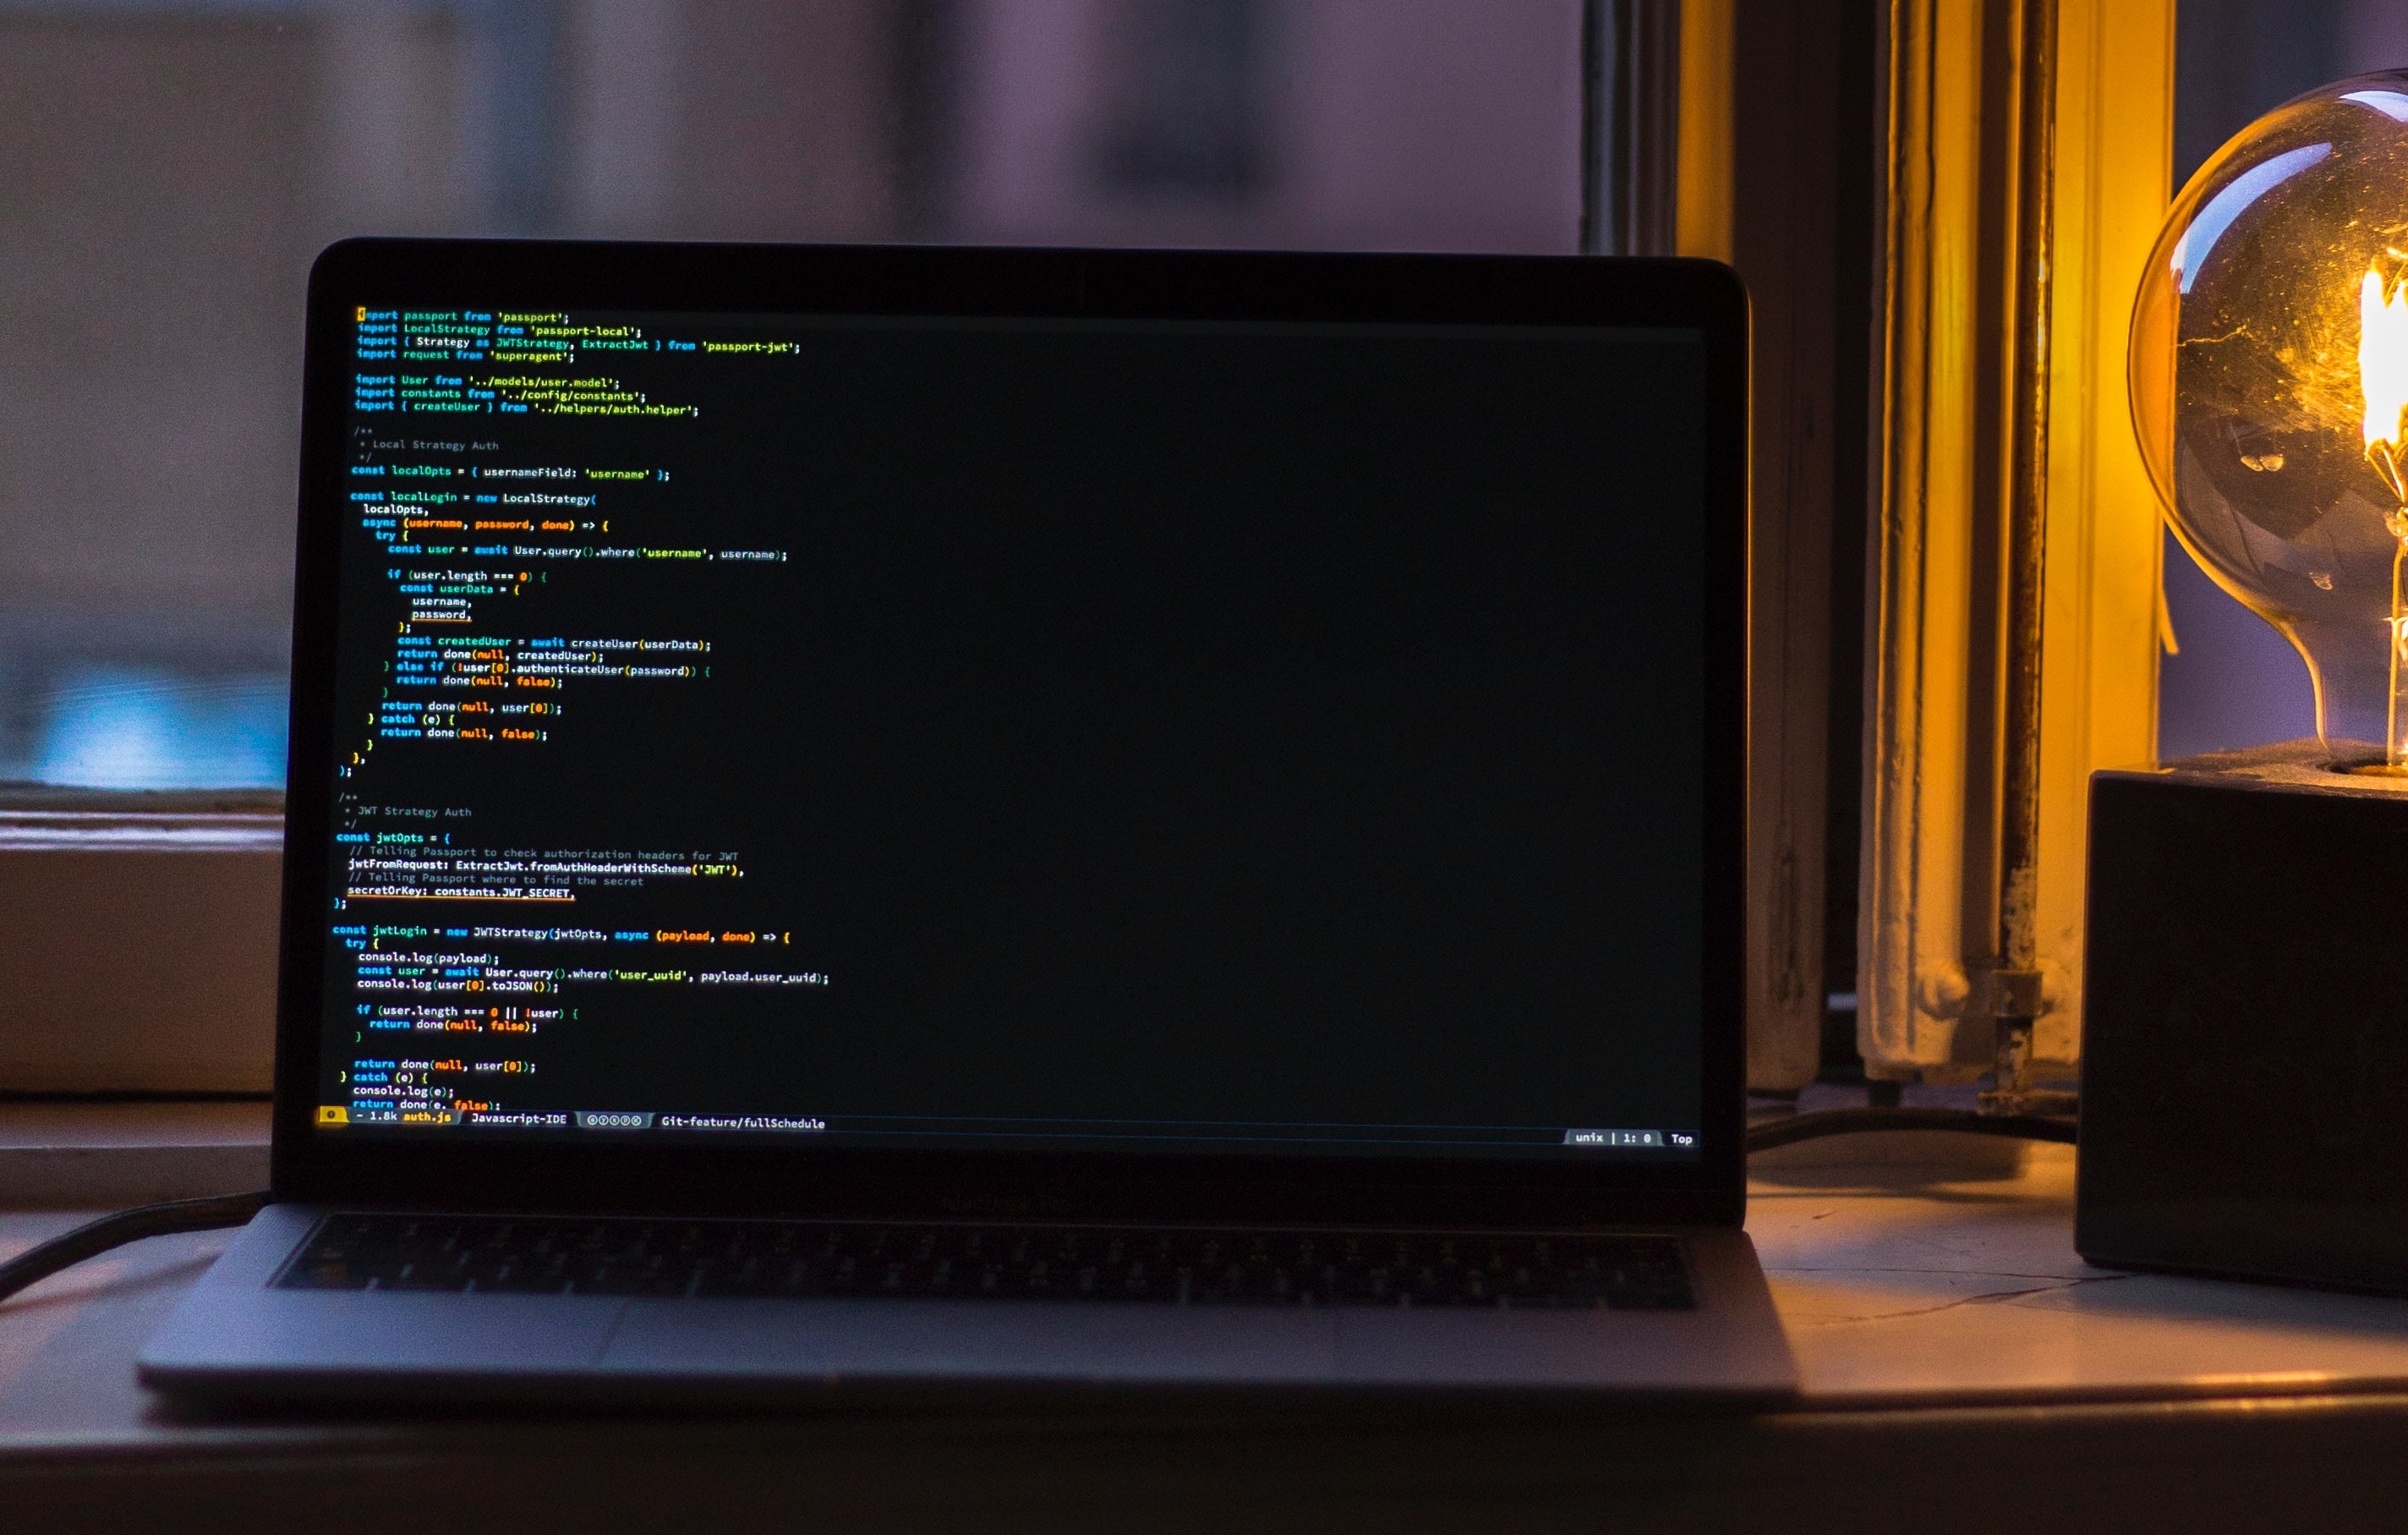 import passport from 'passport';
import LocalStrategy from 'passport-local';
import { Strategy as JWTStrategy, ExtractJwt } from 'passport-jwt';
import request from 'superagent';
import User from '../models/user.model';
import constants from '../config/constants';
import { createUser } from '../helpers/auth.helper';
/**
* Local Strategy Auth
*/
const localOpts = { usernameField: 'username' };
const localLogin = new LocalStrategy(
localOpts,
async (username, password, done) => {
try {
const user = await User.query().where('username', username);
if (user.length === 0) {
const userData = {
username,
password,
};
const createdUser = await createUser(userData);
return done(null, createdUser);
} else if (!user[0].authenticateUser(password)) {
return done(null, false);
}
return done(null, user[0]);
} catch (e) {
return done(null, false);
}
},
);
/**
* JWT Strategy Auth
*/
const jwtOpts = {
// Telling Passport to check authorization headers for JWT
jwtFromRequest: ExtractJwt.fromAuthHeaderWithScheme('JWT'),
// Telling Passport where to find the secret
secretOrKey: constants.JWT_SECRET,
};
const jwtLogin = new JWTStrategy(jwtOpts, async (payload, done) => {
try {
console.log(payload);
const user = await User.query().where('user_uuid', payload.user_uuid);
console.log(user[0].toJSON());
if (user.length === 0 || !user) {
return done(null, false);
}
return done(null, user[0]);
} catch (e) {
console.log(e);
return done(e, false);
- 1.8k auth.js Javascript-IDE Git-feature/fullSchedule unix | 1: 0 Top